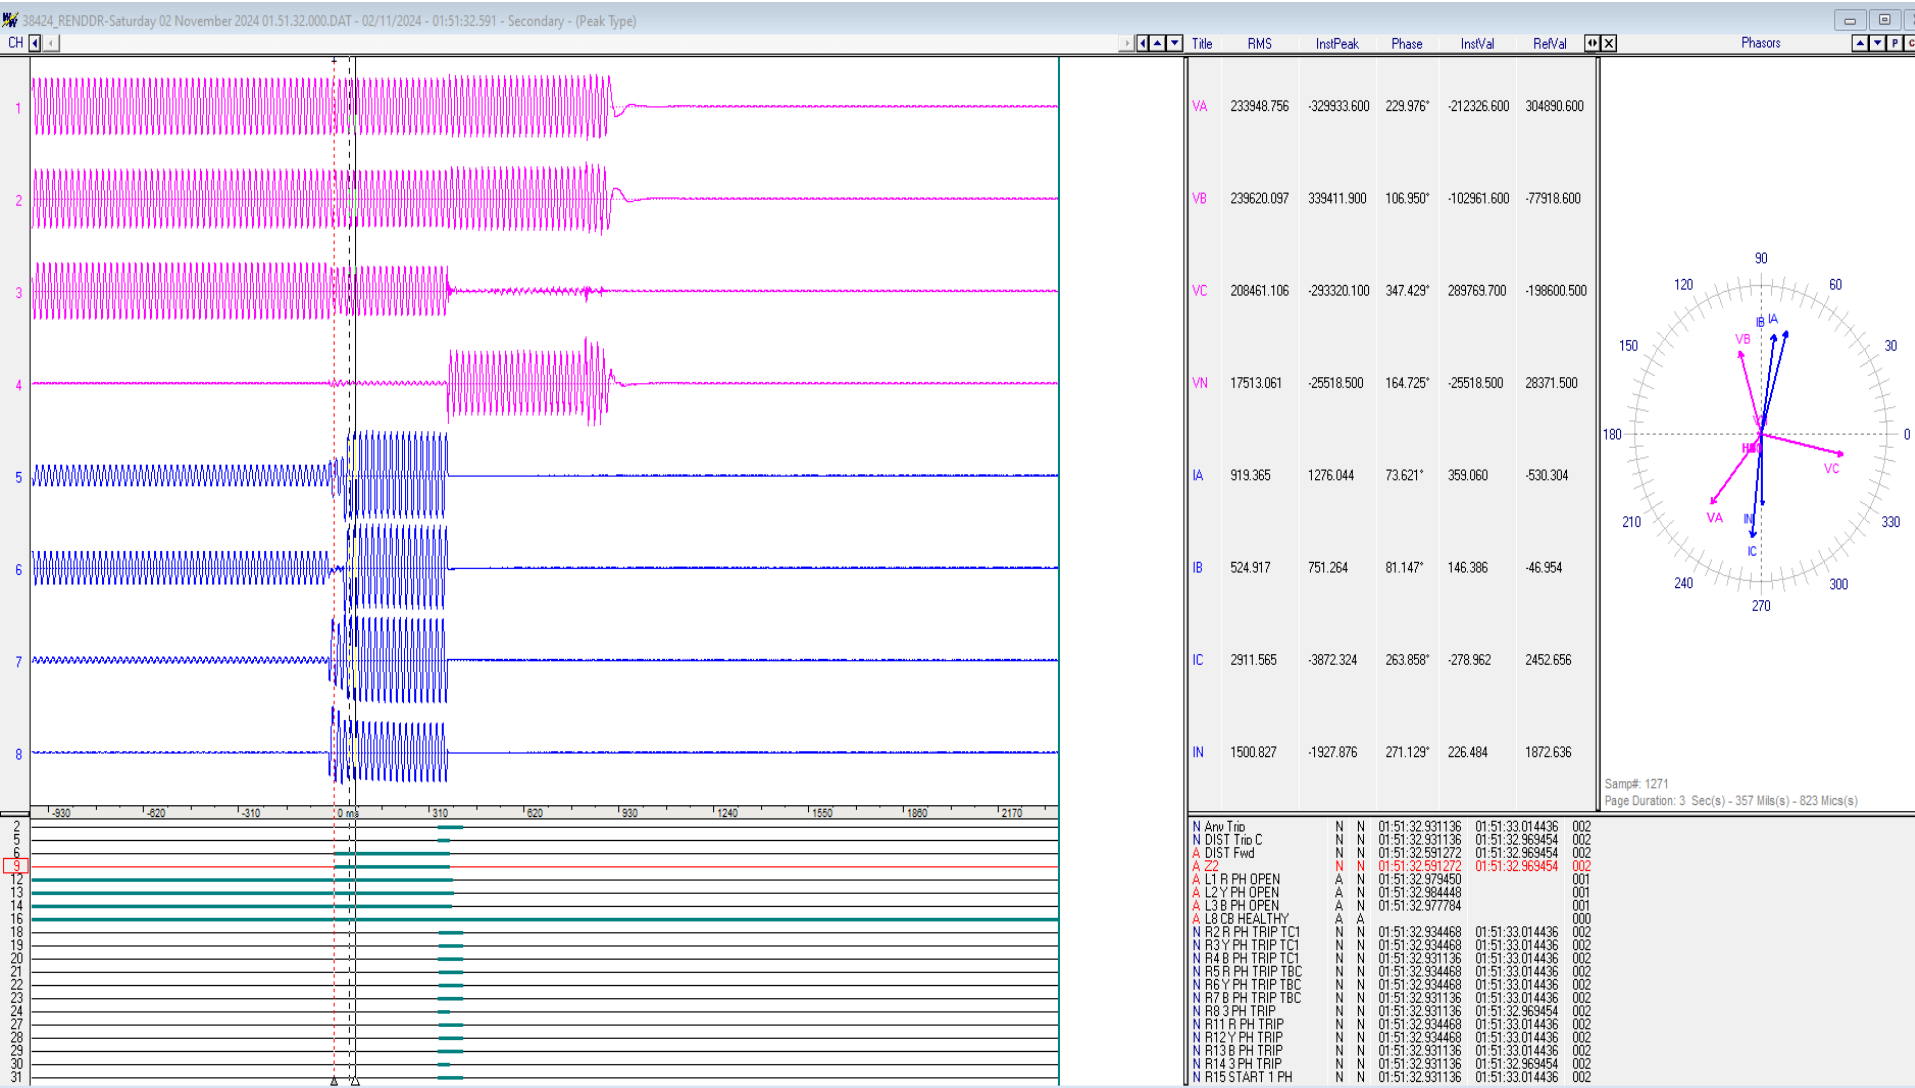 38424_RENDDR-Saturday 02 November 2024 01.51.32.000.DAT - 02/11/2024 - 01:51:32.591 - Secondary - (Peak Type)
CH Title RMS InstPeak Phase InstVal RefVal Phasors P
1 VA 233948.756 -329933.600 229.976° -212326.600 304890.600
2 VB 239620.097 339411.900 106.950° -102961.600 -77918.600
3 VC 208461.106 -293320.100 347.429° 289769.700 -198600.500
4 VN 17513.061 -25518.500 164.725° -25518.500 28371.500
5 IA 919.365 1276.044 73.621° 359.060 -530.304
6 IB 524.917 751.264 81.147° 146.386 -46.954
7 IC 2911.565 -3872.324 263.858° -278.962 2452.656
8 IN 1500.827 -1927.876 271.129° 226.484 1872.636
90
120 60
IB IA
VB
150 30
180 0
VC
VA IN
210 330
IC
240 300
270
Samp#: 1271
Page Duration: 3 Sec(s) - 357 Mils(s) - 823 Mics(s)
-930 -620 -310 0 ms 310 620 930 1240 1550 1860 2170
2 N Any Trip N N 01:51:32.931136 01:51:33.014436 002
5 N DIST Trip C N N 01:51:32.931136 01:51:32.969454 002
6 A DIST Fwd N N 01:51:32.591272 01:51:32.969454 002
9 A Z2 N N 01:51:32.591272 01:51:32.969454 002
12 A L1 R PH OPEN A N 01:51:32.979450 001
13 A L2 Y PH OPEN A N 01:51:32.984448 001
14 A L3 B PH OPEN A N 01:51:32.977784 001
16 A L8 CB HEALTHY A A 000
18 N R2 R PH TRIP TC1 N N 01:51:32.934468 01:51:33.014436 002
19 N R3 Y PH TRIP TC1 N N 01:51:32.934468 01:51:33.014436 002
20 N R4 B PH TRIP TC1 N N 01:51:32.931136 01:51:33.014436 002
21 N R5 R PH TRIP TBC N N 01:51:32.934468 01:51:33.014436 002
22 N R6 Y PH TRIP TBC N N 01:51:32.934468 01:51:33.014436 002
23 N R7 B PH TRIP TBC N N 01:51:32.931136 01:51:33.014436 002
24 N R8 3 PH TRIP N N 01:51:32.931136 01:51:32.969454 002
27 N R11 R PH TRIP N N 01:51:32.934468 01:51:33.014436 002
28 N R12 Y PH TRIP N N 01:51:32.934468 01:51:33.014436 002
29 N R13 B PH TRIP N N 01:51:32.931136 01:51:33.014436 002
30 N R14 3 PH TRIP N N 01:51:32.931136 01:51:32.969454 002
31 N R15 START 1 PH N N 01:51:32.931136 01:51:33.014436 002